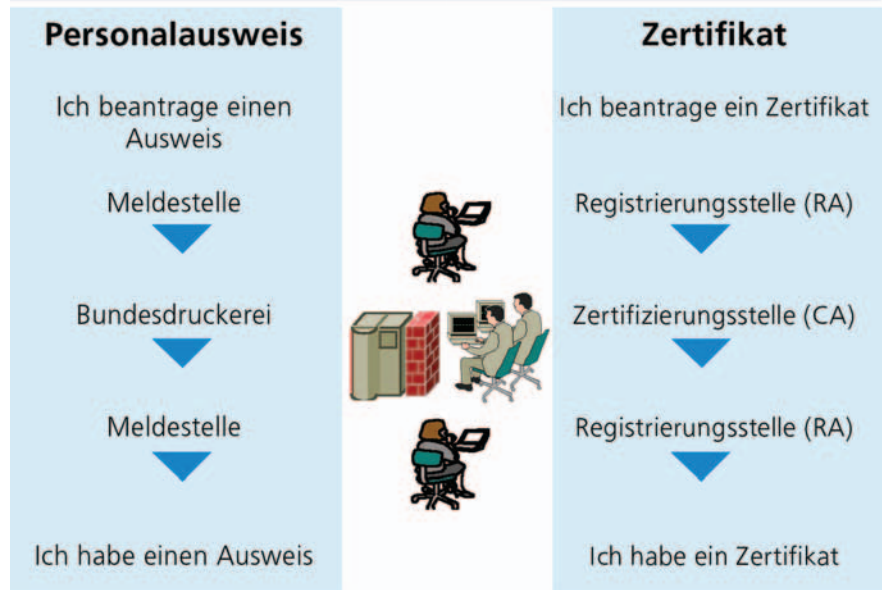 Personalausweis
Ich beantrage einen
Ausweis
Meldestelle
Bundesdruckerei
Meldestelle
Ich habe einen Ausweis
Zertifikat
Ich beantrage ein Zertifikat
Registrierungsstelle (RA)
Zertifizierungsstelle (CA)
Registrierungsstelle (RA)
Ich habe ein Zertifikat